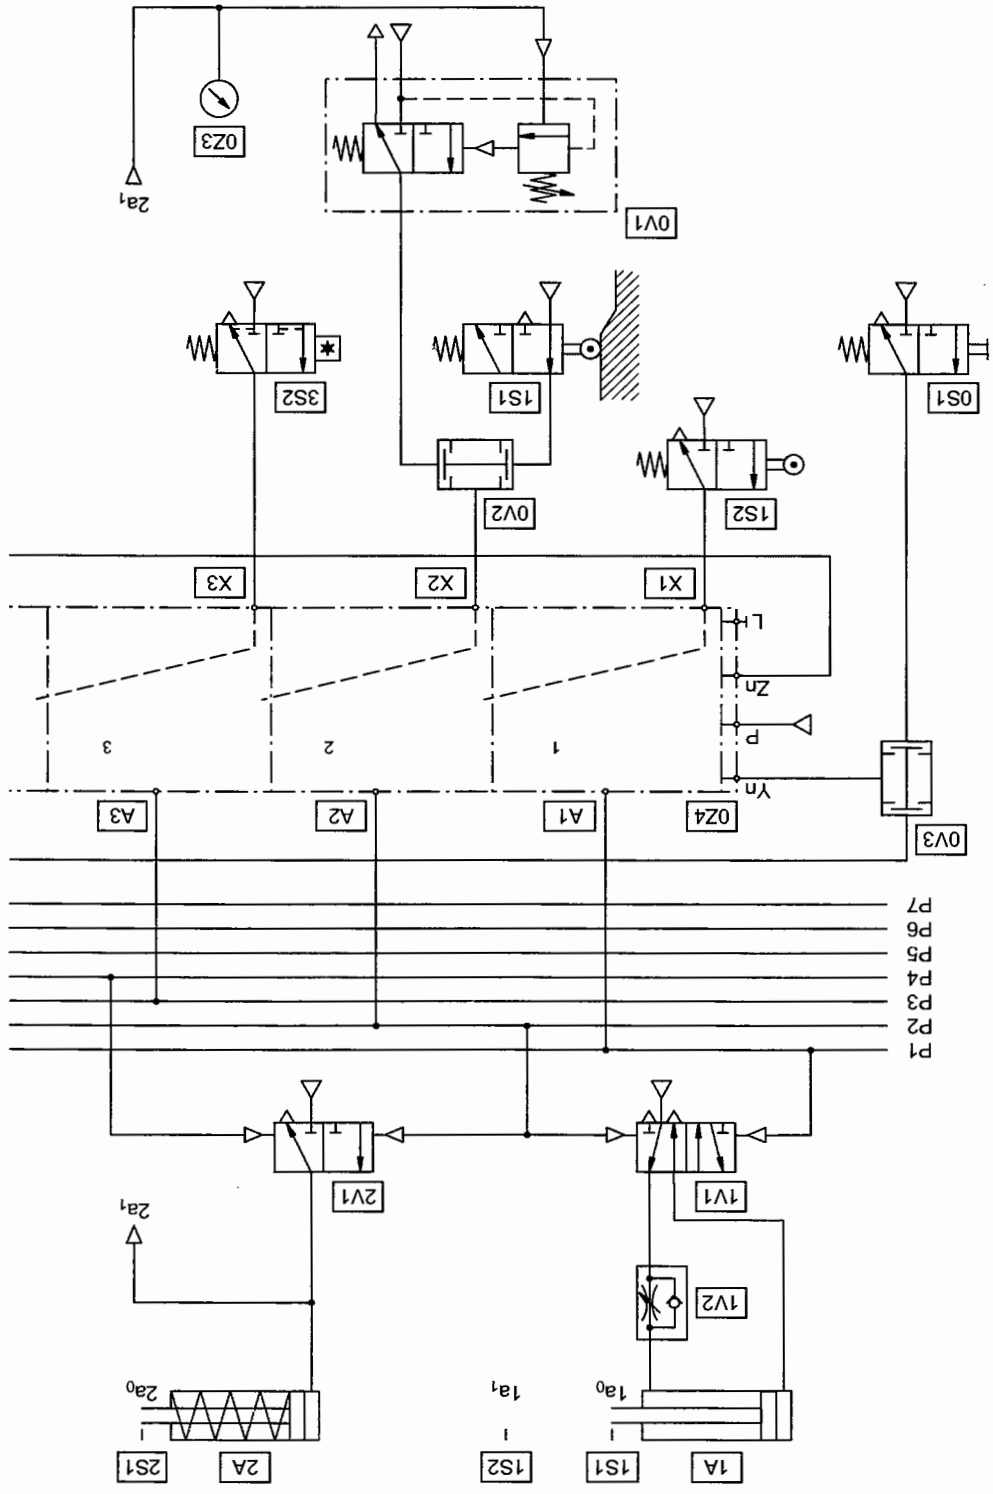 1A 1S1 1S2 2A 2S1
1a0 1a1 2a0
1V2
2a1
1V1 2V1
P1
P2
P3
P4
P5
P6
P7
0V3
0Z4 A1 A2 A3
Yn
P 1 2 3
Zn
L
X1 X2 X3
1S2 0V2
0S1 1S1 3S2
0V1
2a1
0Z3